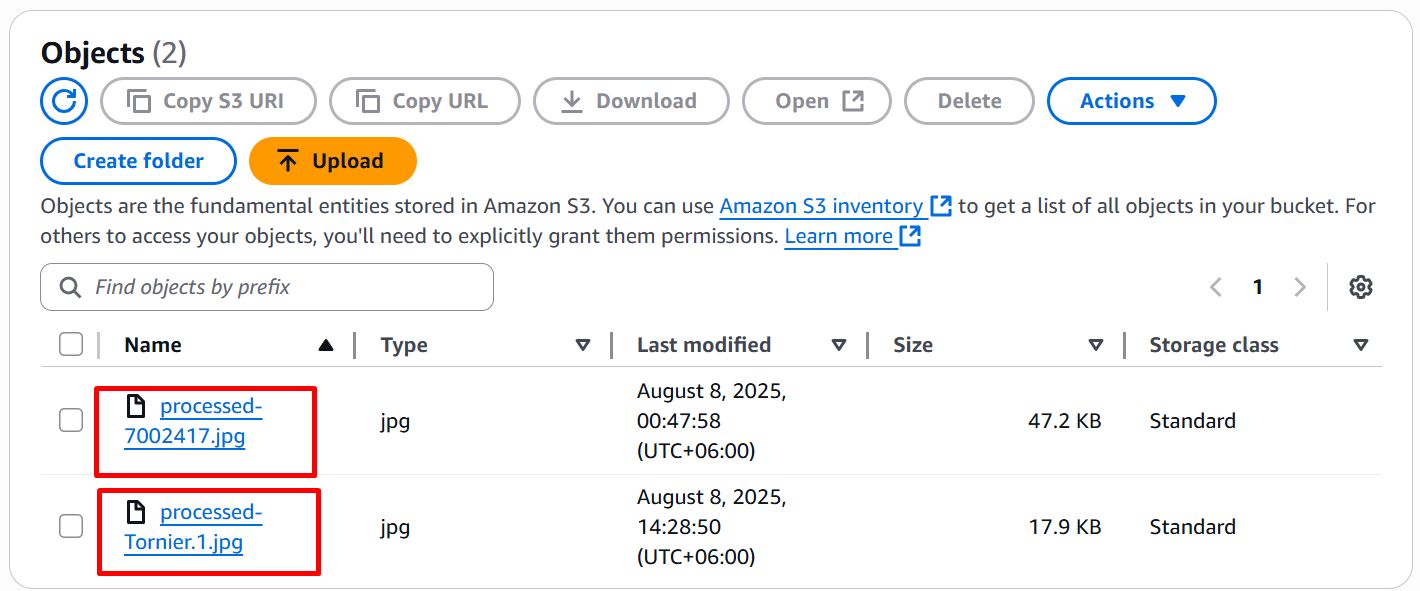 Objects (2)
Copy S3 URI Copy URL Download Open Delete Actions
Create folder Upload
Objects are the fundamental entities stored in Amazon S3. You can use Amazon S3 inventory to get a list of all objects in your bucket. For
others to access your objects, you'll need to explicitly grant them permissions. Learn more
Find objects by prefix 1
Name Type Last modified Size Storage class
processed-
7002417.jpg
jpg
August 8, 2025,
00:47:58
(UTC+06:00)
47.2 KB
Standard
processed-
Tornier.1.jpg
jpg
August 8, 2025,
14:28:50
(UTC+06:00)
17.9 KB
Standard